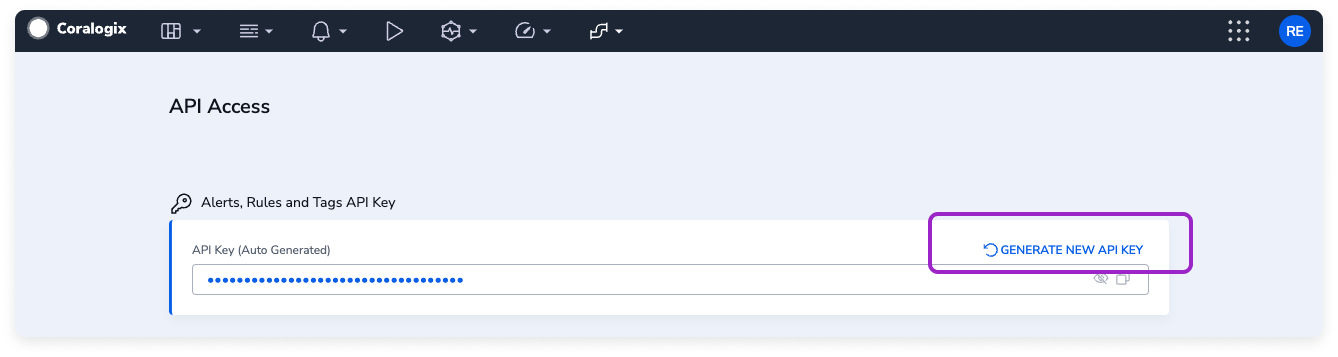 Coralogix
RE
API Access
Alerts, Rules and Tags API Key
API Key (Auto Generated)
GENERATE NEW API KEY